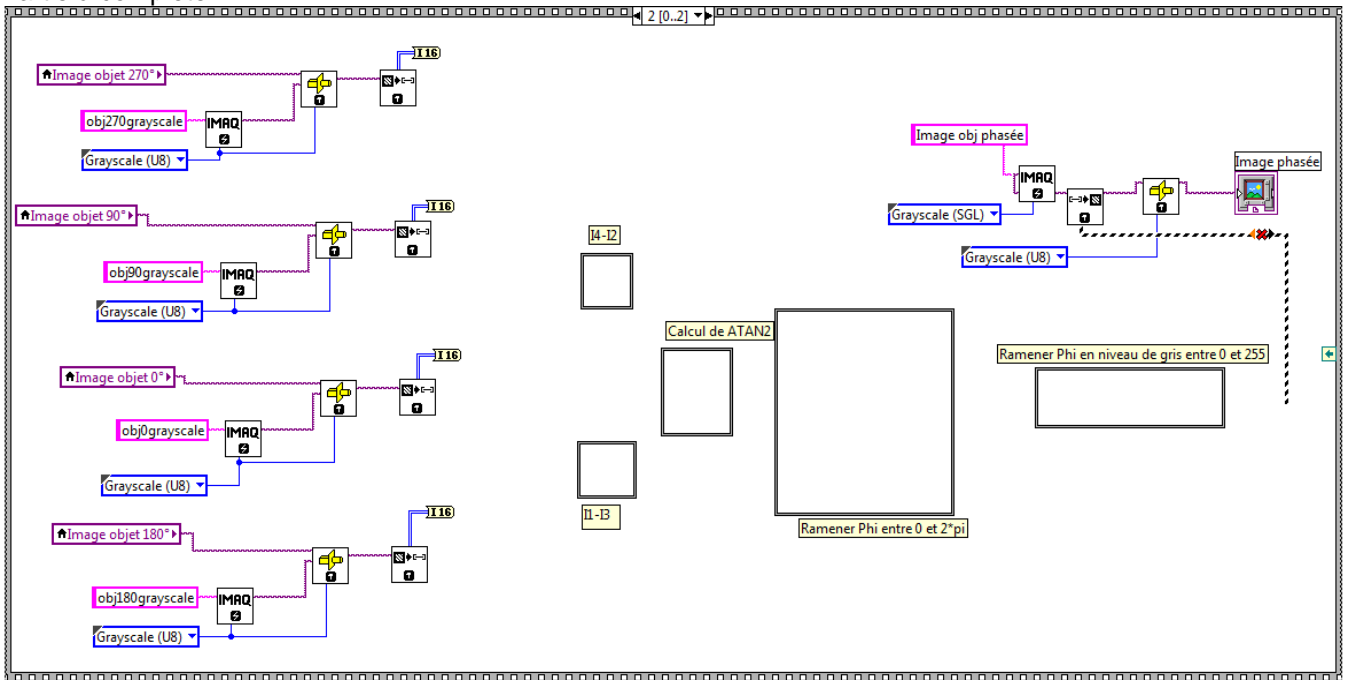 2 [0..2]
Image objet 270°
I16
obj270grayscale
IMAQ
Grayscale (U8)
Image objet 90°
I16
obj90grayscale
IMAQ
Grayscale (U8)
Image objet 0°
I16
obj0grayscale
IMAQ
Grayscale (U8)
Image objet 180°
I16
obj180grayscale
IMAQ
Grayscale (U8)
I4-I2
Calcul de ATAN2
I1-I3
Ramener Phi entre 0 et 2*pi
Image obj phasée
IMAQ
Grayscale (SGL)
Grayscale (U8)
Image phasée
Ramener Phi en niveau de gris entre 0 et 255